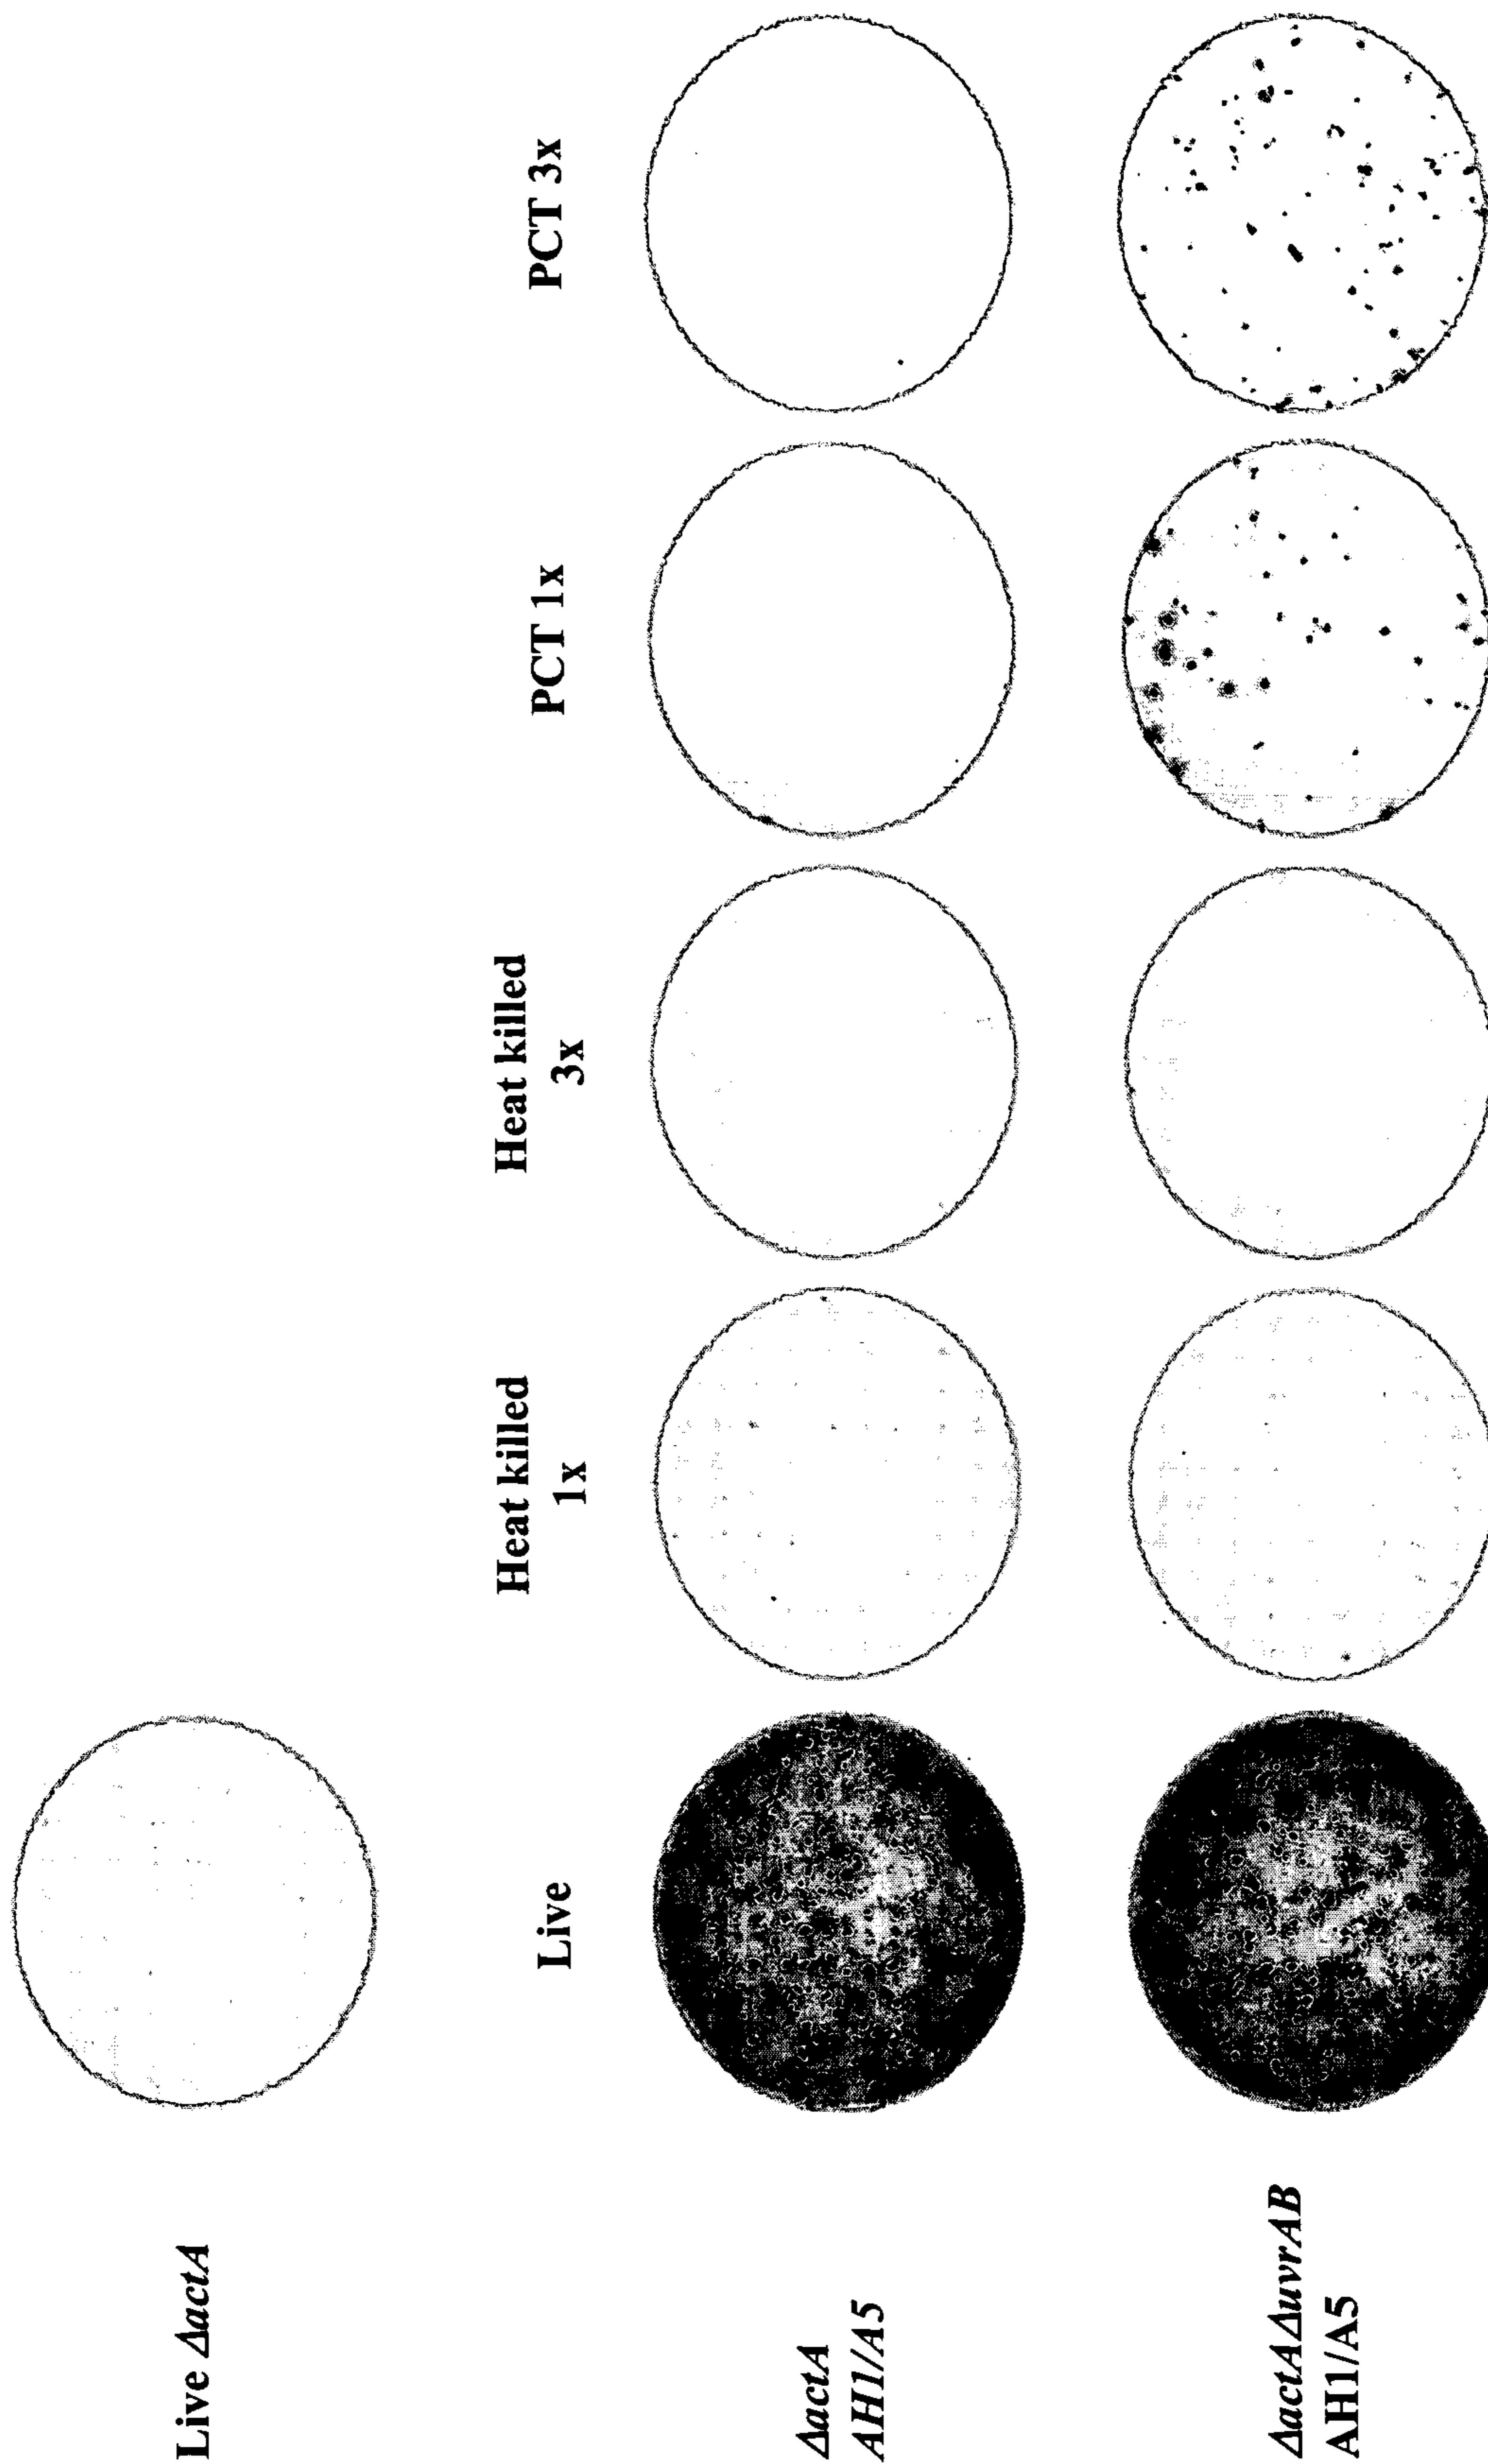 Live ΔactA
Live
Heat killed
1x
Heat killed
3x
PCT 1x
PCT 3x
ΔactA
AH1/A5
ΔactAΔuvrAB
AH1/A5